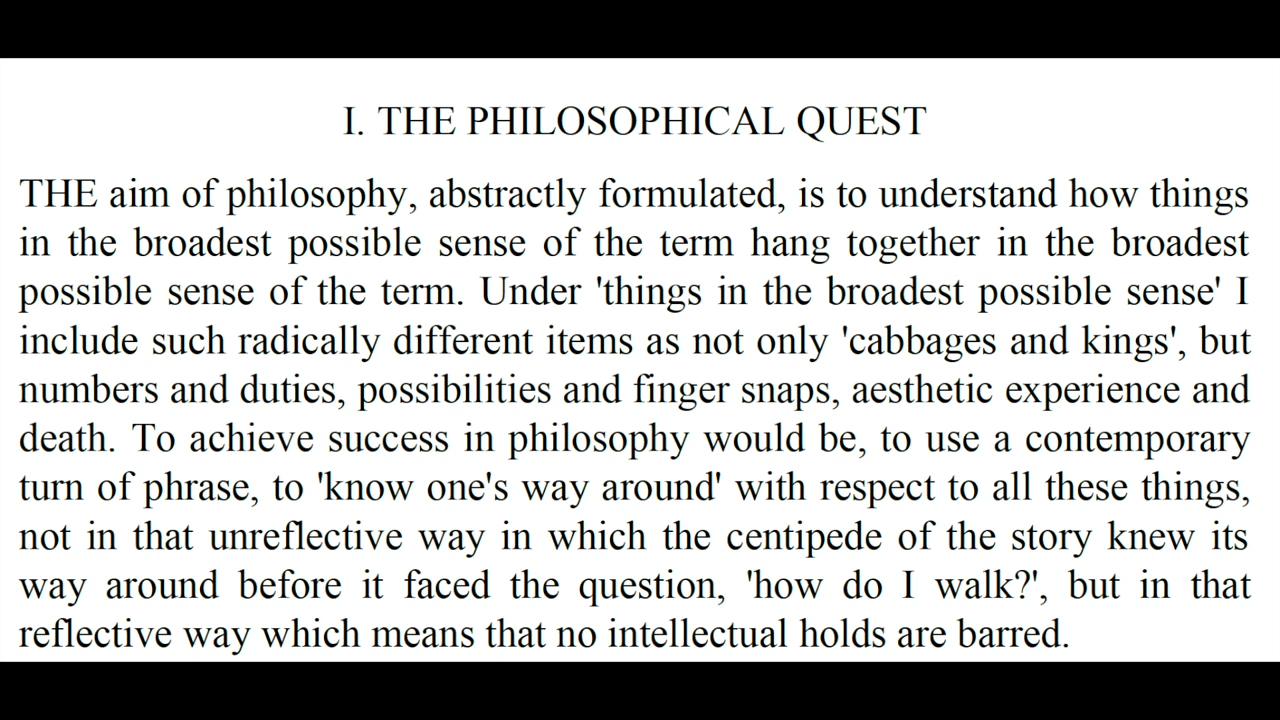 I. THE PHILOSOPHICAL QUEST
THE aim of philosophy, abstractly formulated, is to understand how things
in the broadest possible sense of the term hang together in the broadest
possible sense of the term. Under 'things in the broadest possible sense' I
include such radically different items as not only 'cabbages and kings', but
numbers and duties, possibilities and finger snaps, aesthetic experience and
death. To achieve success in philosophy would be, to use a contemporary
turn of phrase, to 'know one's way around' with respect to all these things,
not in that unreflective way in which the centipede of the story knew its
way around before it faced the question, 'how do I walk?', but in that
reflective way which means that no intellectual holds are barred.